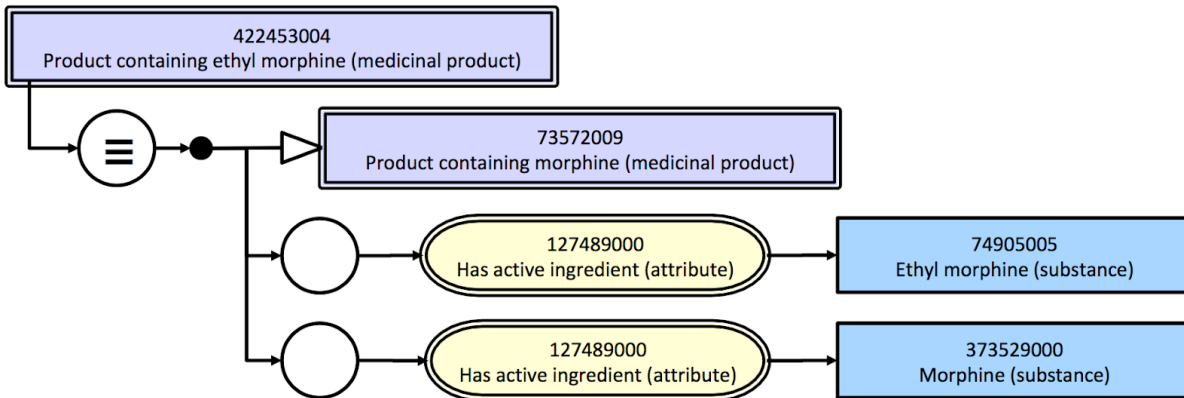 422453004
Product containing ethyl morphine (medicinal product)
73572009
Product containing morphine (medicinal product)
127489000
Has active ingredient (attribute)
74905005
Ethyl morphine (substance)
127489000
Has active ingredient (attribute)
373529000
Morphine (substance)